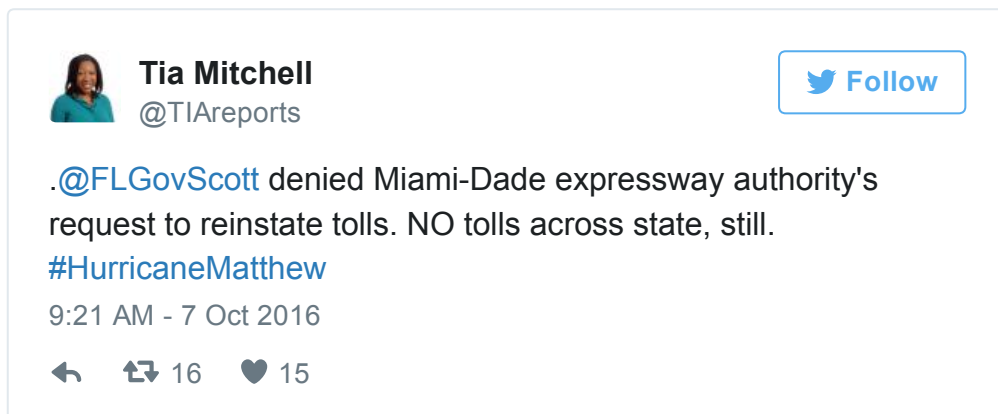 Tia Mitchell
@TIAreports
Follow
.@FLGovScott denied Miami-Dade expressway authority's
request to reinstate tolls. NO tolls across state, still.
#HurricaneMatthew
9:21 AM - 7 Oct 2016
16 15